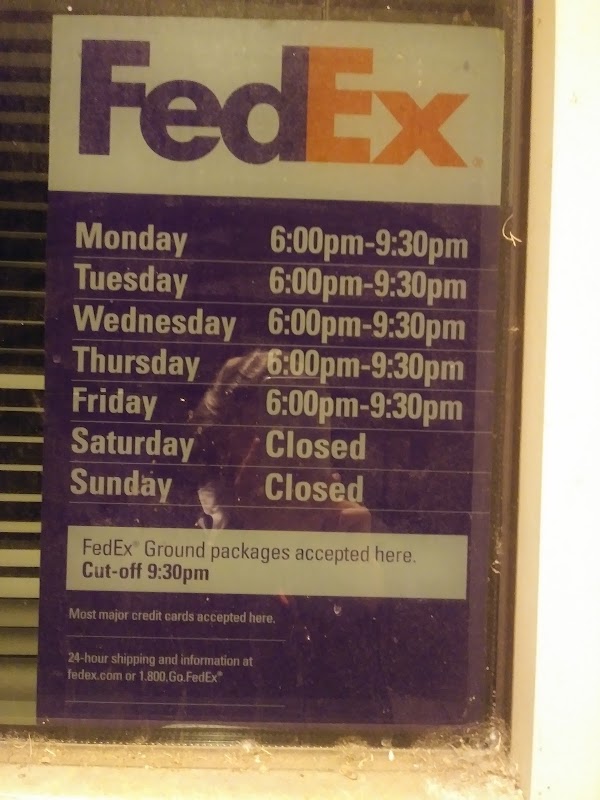 FedEx®
Monday 6:00pm-9:30pm
Tuesday 6:00pm-9:30pm
Wednesday 6:00pm-9:30pm
Thursday 6:00pm-9:30pm
Friday 6:00pm-9:30pm
Saturday Closed
Sunday Closed
FedEx® Ground packages accepted here.
Cut-off 9:30pm
Most major credit cards accepted here.
24-hour shipping and information at
fedex.com or 1.800.Go.FedEx®